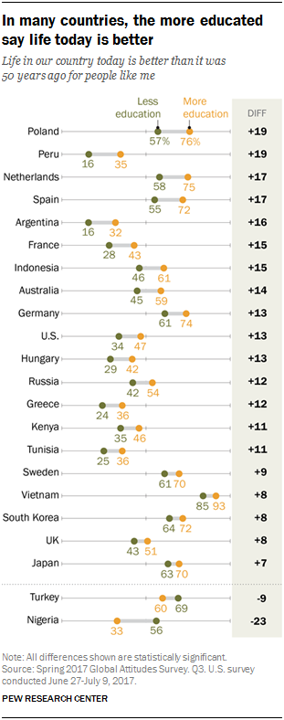 In many countries, the more educated
say life today is better
Life in our country today is better than it was
50 years ago for people like me
Less education More education DIFF
Poland 57% 76% +19
Peru 16 35 +19
Netherlands 58 75 +17
Spain 55 72 +17
Argentina 16 32 +16
France 28 43 +15
Indonesia 46 61 +15
Australia 45 59 +14
Germany 61 74 +13
U.S. 34 47 +13
Hungary 29 42 +13
Russia 42 54 +12
Greece 24 36 +12
Kenya 35 46 +11
Tunisia 25 36 +11
Sweden 61 70 +9
Vietnam 85 93 +8
South Korea 64 72 +8
UK 43 51 +8
Japan 63 70 +7
Turkey 60 69 -9
Nigeria 33 56 -23
Note: All differences shown are statistically significant.
Source: Spring 2017 Global Attitudes Survey. Q3. U.S. survey
conducted June 27-July 9, 2017.
PEW RESEARCH CENTER